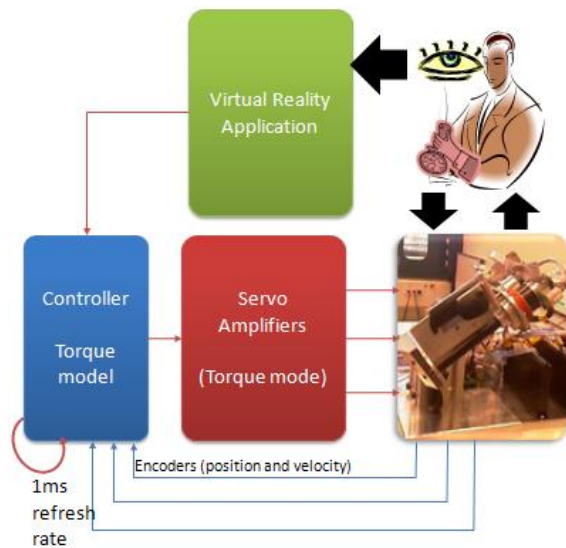 Virtual Reality
Application
Controller
Torque
model
Servo
Amplifiers
(Torque mode)
Encoders (position and velocity)
1ms
refresh
rate